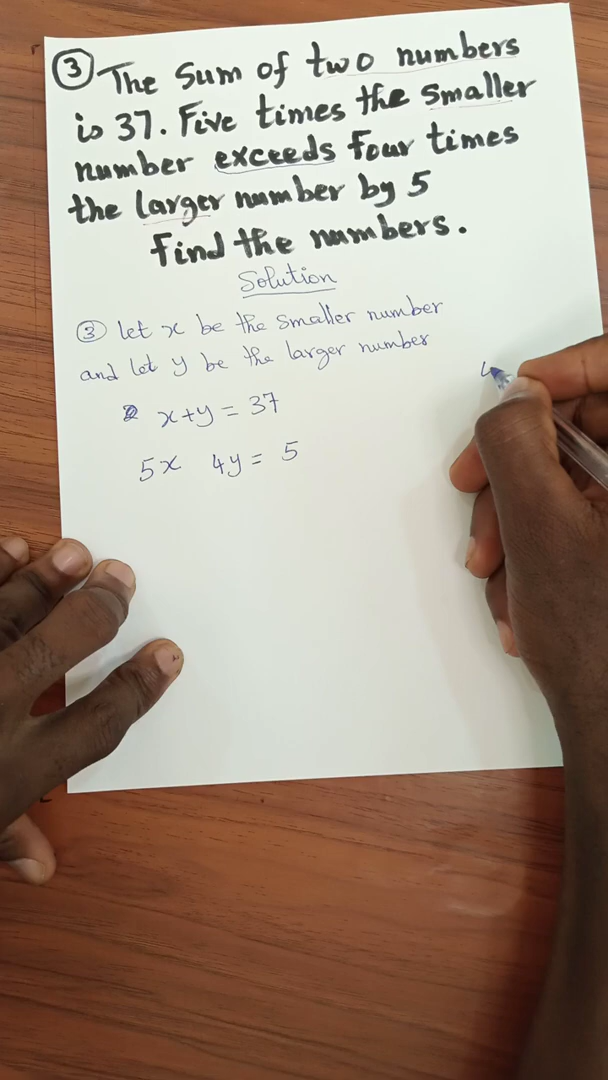 ③ The Sum of two numbers
is 37. Five times the smaller
number exceeds four times
the larger number by 5
Find the numbers.
Solution
③ let x be the smaller number
and let y be the larger number
x+y = 37
5x 4y = 5